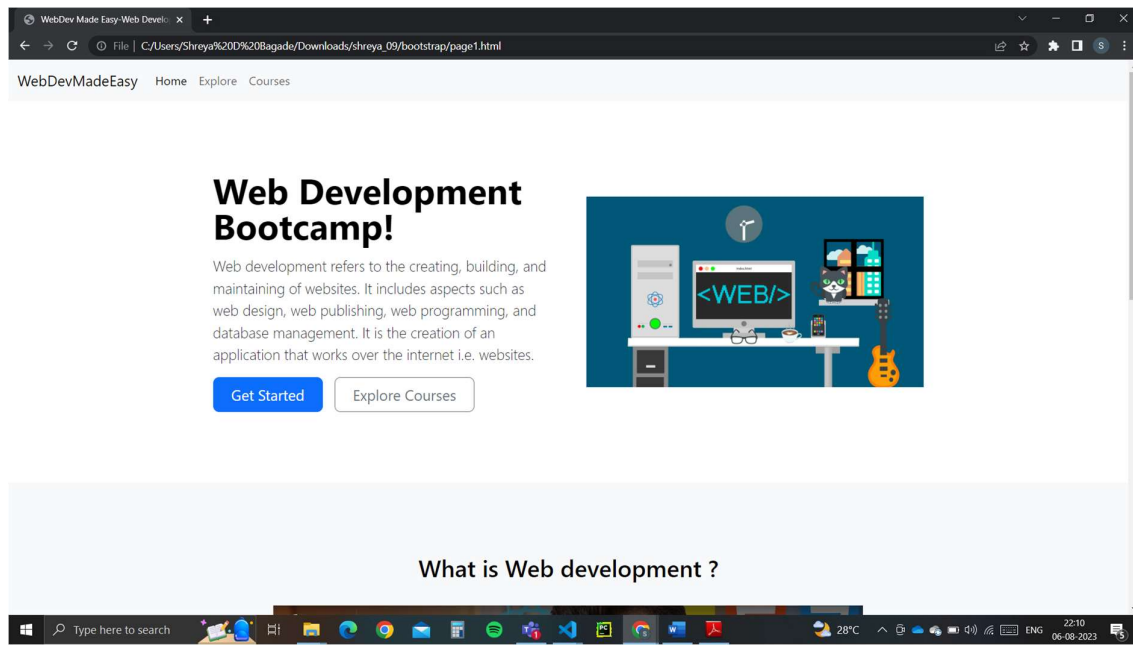 WebDev Made Easy-Web Develo
File | C:/Users/Shreya%20D%20Bagade/Downloads/shreya_09/bootstrap/page1.html
S
WebDevMadeEasy Home Explore Courses
Web Development
Bootcamp!
Web development refers to the creating, building, and
maintaining of websites. It includes aspects such as
web design, web publishing, web programming, and
database management. It is the creation of an
application that works over the internet i.e. websites.
Get Started Explore Courses
<WEB/>
What is Web development ?
Type here to search
PC
W
28°C
ENG
22:10
06-08-2023
5